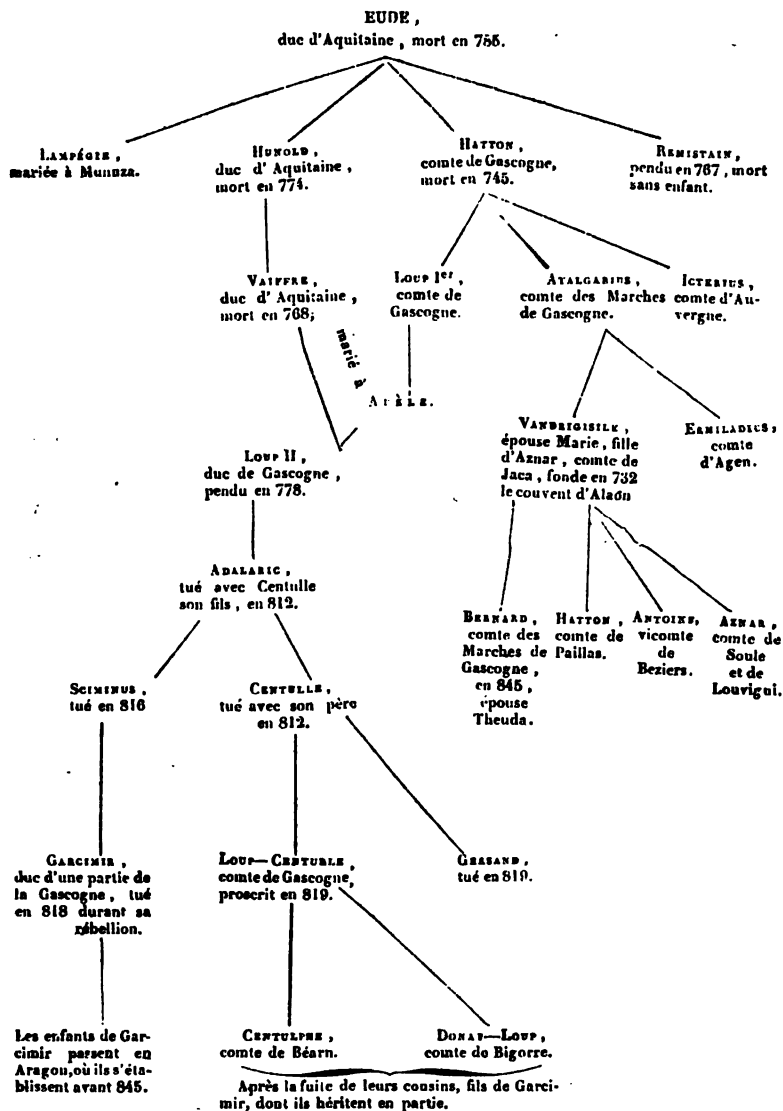 EUDE,
duc d'Aquitaine, mort en 785.
LAMPÉGIE,
mariée à Munuza.
HUNOLD,
duc d'Aquitaine,
mort en 774.
HATTON,
comte de Gascogne,
mort en 745.
REMISTAIN,
pendu en 767, mort
sans enfant.
VAIFFRE,
duc d'Aquitaine,
mort en 768;
marié à
LOUP Ier,
comte de
Gascogne.
ATALGARIUS,
comte des Marches
de Gascogne.
ICTERIUS,
comte d'Au-
vergne.
ADÈLE.
LOUP II,
duc de Gascogne,
pendu en 778.
VANDRIGISILE,
épouse Marie, fille
d'Aznar, comte de
Jaca, fonde en 732
le couvent d'Alaôn
ERMILADIUS,
comte
d'Agen.
ADALARIC,
tué avec Centulle
son fils, en 812.
BERNARD,
comte des
Marches de
Gascogne,
en 845,
épouse
Theuda.
HATTON,
comte de
Paillas.
ANTOINE,
vicomte
de
Beziers.
AZNAR,
comte de
Soule
et de
Louvigni.
SCIMINUS,
tué en 816
CENTULLE,
tué avec son père
en 812.
GARCIMIR,
duc d'une partie de
la Gascogne, tué
en 818 durant sa
rébellion.
LOUP—CENTULLE,
comte de Gascogne,
proscrit en 819.
GERSAND,
tué en 819.
Les enfants de Gar-
cimir passent en
Aragon, où ils s'éta-
blissent avant 845.
CENTULPHE,
comte de Béarn.
DONAT—LOUP,
comte de Bigorre.
Après la fuite de leurs cousins, fils de Garci-
mir, dont ils héritent en partie.